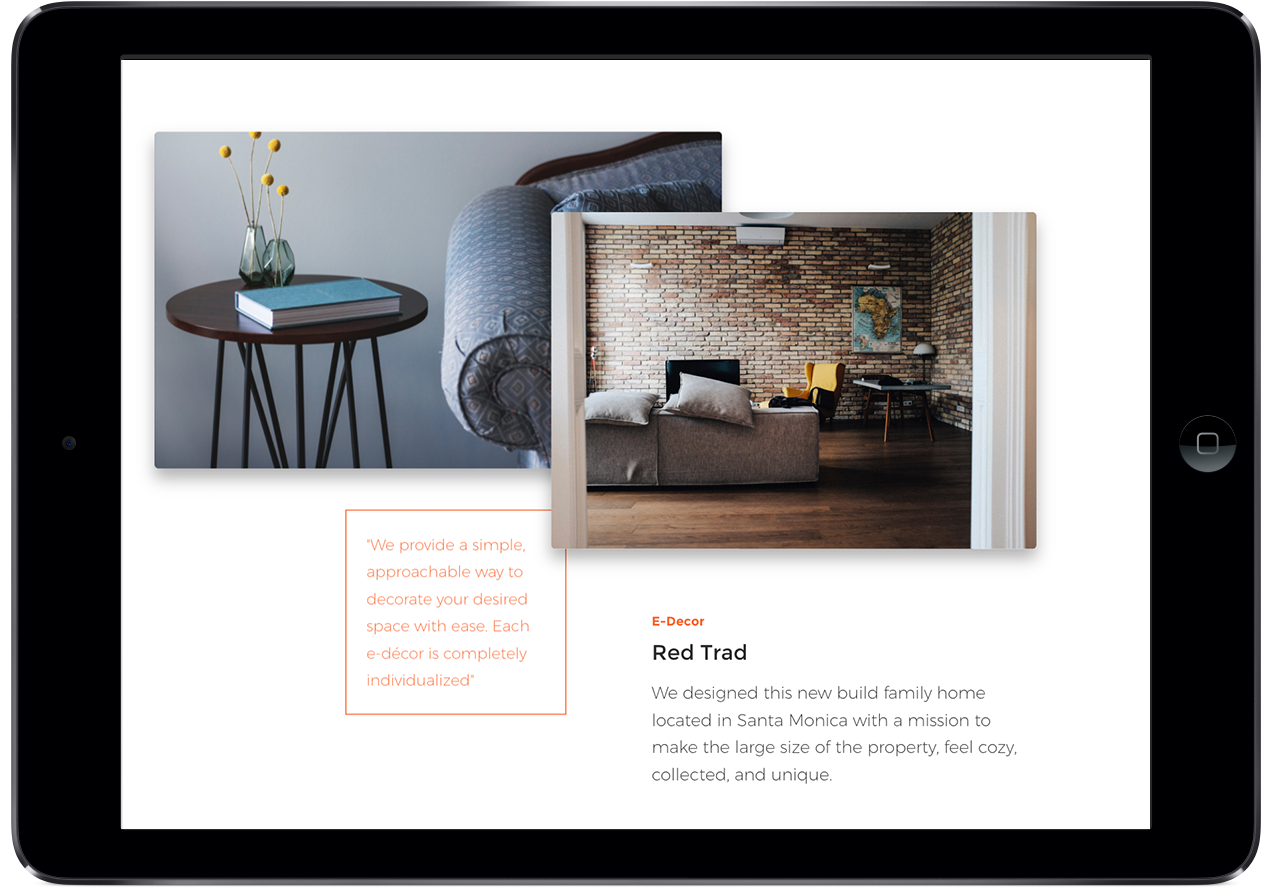 "We provide a simple,
approachable way to
decorate your desired
space with ease. Each
e-décor is completely
individualized"
E-Decor
Red Trad
We designed this new build family home
located in Santa Monica with a mission to
make the large size of the property, feel cozy,
collected, and unique.